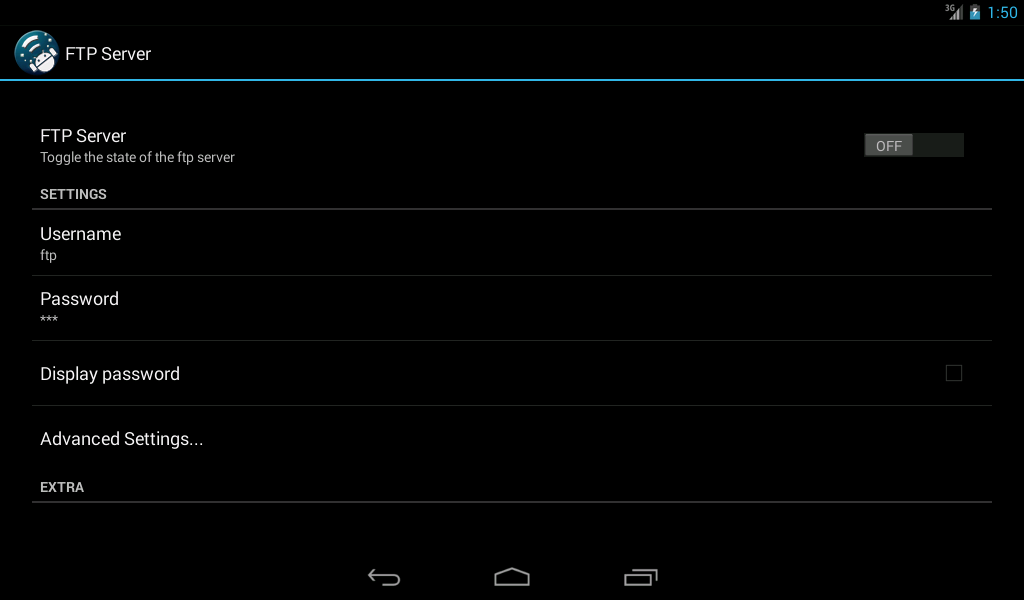 3G 1:50
FTP Server
FTP Server
Toggle the state of the ftp server
OFF
SETTINGS
Username
ftp
Password
***
Display password
Advanced Settings...
EXTRA